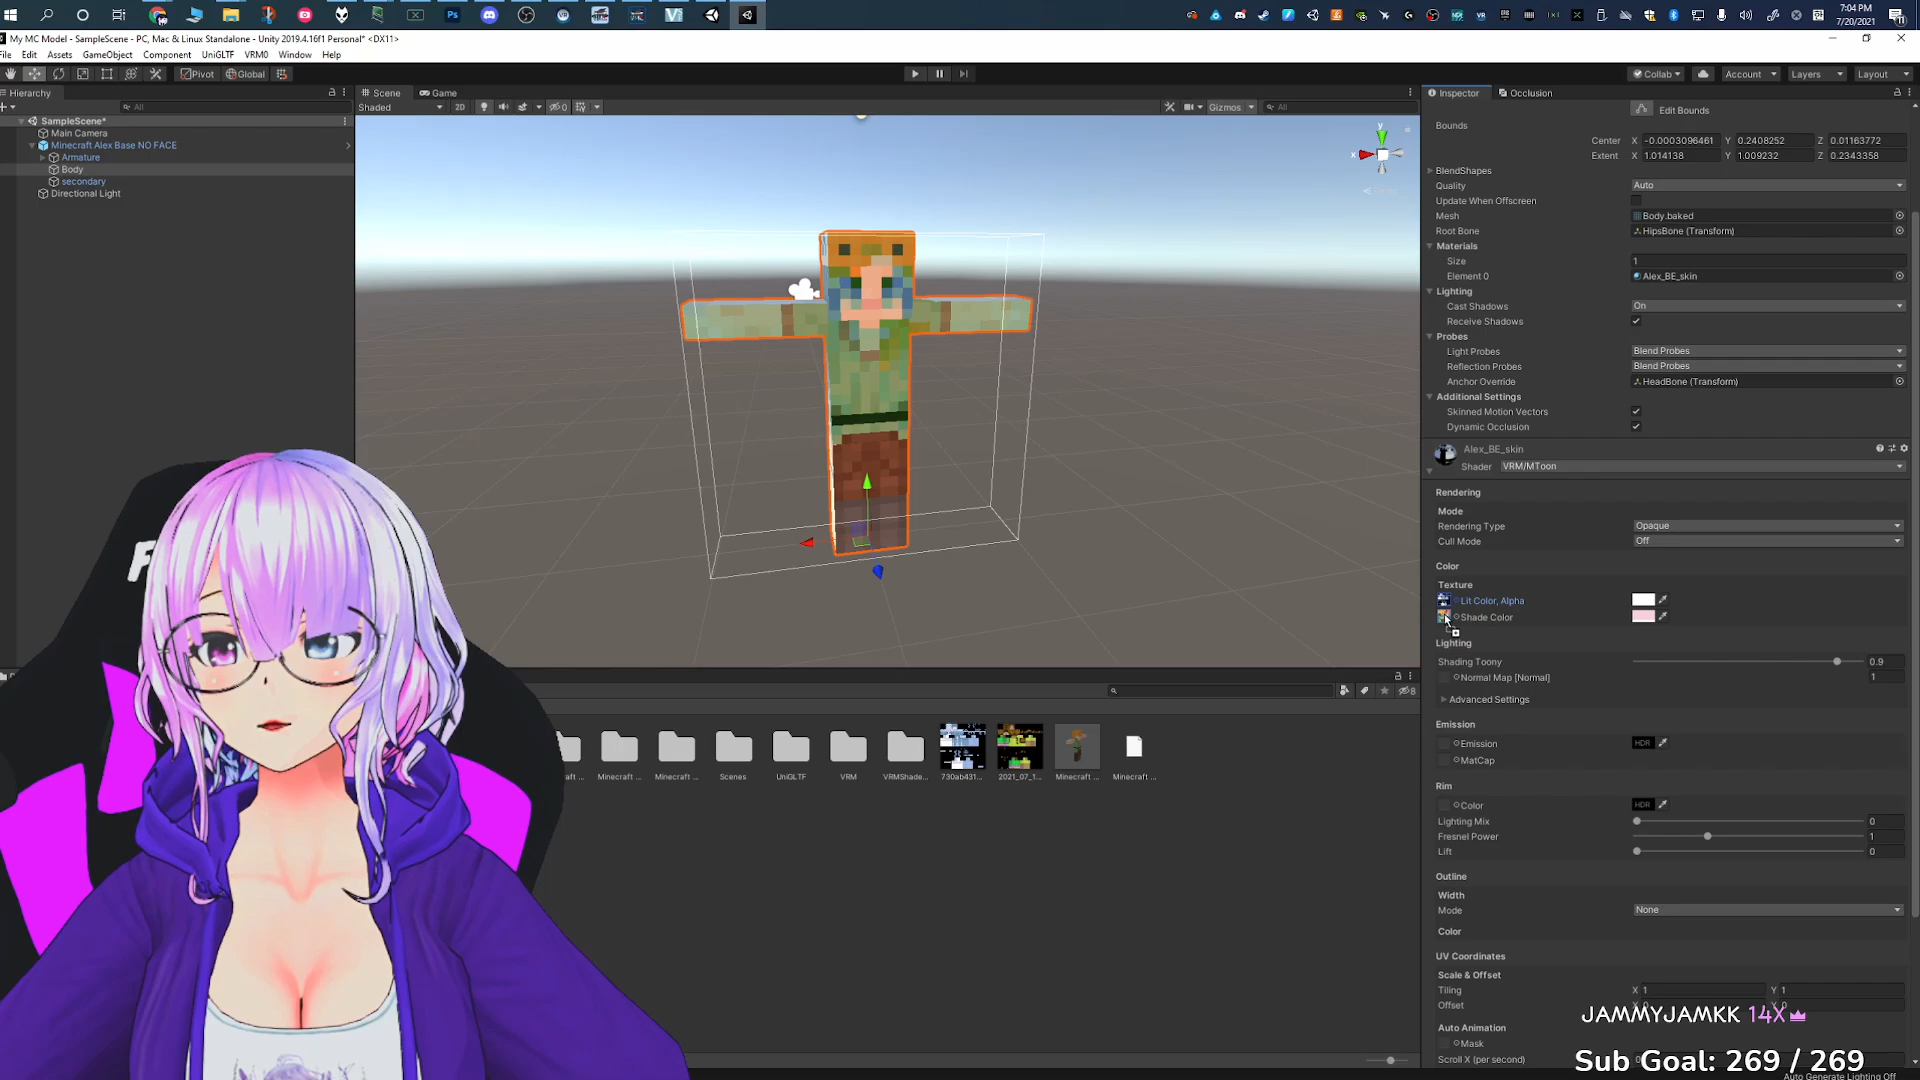 7:04 PM
7/20/2021
My MC Model - SampleScene - PC, Mac & Linux Standalone - Unity 2019.4.16f1 Personal* <DX11>
File Edit Assets GameObject Component UniGLTF VRM0 Window Help
Pivot Global
Collab Account Layers Layout
Hierarchy
All
SampleScene*
Main Camera
Minecraft Alex Base NO FACE
Armature
Body
secondary
Directional Light
Scene Game
Shaded 2D 0 Gizmos All
y
x
8
ft ... Minecraft ... Minecraft ... Scenes UniGLTF VRM VRMShade... 730ab431... 2021_07_1... Minecraft ... Minecraft ...
Inspector Occlusion
Edit Bounds
Bounds
Center X -0.0003096461 Y 0.2408252 Z 0.01163772
Extent X 1.014138 Y 1.009232 Z 0.2343358
BlendShapes
Quality Auto
Update When Offscreen
Mesh Body.baked
Root Bone HipsBone (Transform)
Materials
Size 1
Element 0 Alex_BE_skin
Lighting
Cast Shadows On
Receive Shadows
Probes
Light Probes Blend Probes
Reflection Probes Blend Probes
Anchor Override HeadBone (Transform)
Additional Settings
Skinned Motion Vectors
Dynamic Occlusion
Alex_BE_skin
Shader VRM/MToon
Rendering
Mode
Rendering Type Opaque
Cull Mode Off
Color
Texture
Lit Color, Alpha
Shade Color
Lighting
Shading Toony 0.9
Normal Map [Normal] 1
Advanced Settings
Emission
Emission HDR
MatCap
Rim
Color HDR
Lighting Mix 0
Fresnel Power 1
Lift 0
Outline
Width
Mode None
Color
UV Coordinates
Scale & Offset
Tiling X 1 Y 1
Offset X 0 Y 0
JAMMYJAMKK 14X
Auto Animation
Mask
Scroll X (per second)
Sub Goal: 269 / 269
Auto Generate Lighting Off